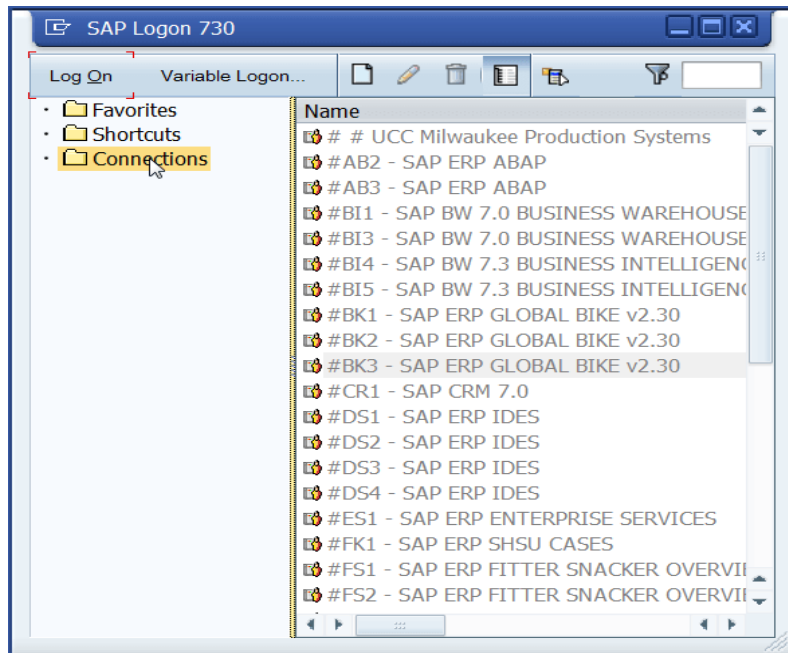 SAP Logon 730
Log On Variable Logon...
Favorites
Shortcuts
Connections
Name
# # UCC Milwaukee Production Systems
#AB2 - SAP ERP ABAP
#AB3 - SAP ERP ABAP
#BI1 - SAP BW 7.0 BUSINESS WAREHOUSE
#BI3 - SAP BW 7.0 BUSINESS WAREHOUSE
#BI4 - SAP BW 7.3 BUSINESS INTELLIGEN
#BI5 - SAP BW 7.3 BUSINESS INTELLIGEN
#BK1 - SAP ERP GLOBAL BIKE v2.30
#BK2 - SAP ERP GLOBAL BIKE v2.30
#BK3 - SAP ERP GLOBAL BIKE v2.30
#CR1 - SAP CRM 7.0
#DS1 - SAP ERP IDES
#DS2 - SAP ERP IDES
#DS3 - SAP ERP IDES
#DS4 - SAP ERP IDES
#ES1 - SAP ERP ENTERPRISE SERVICES
#FK1 - SAP ERP SHSU CASES
#FS1 - SAP ERP FITTER SNACKER OVERVI
#FS2 - SAP ERP FITTER SNACKER OVERVI